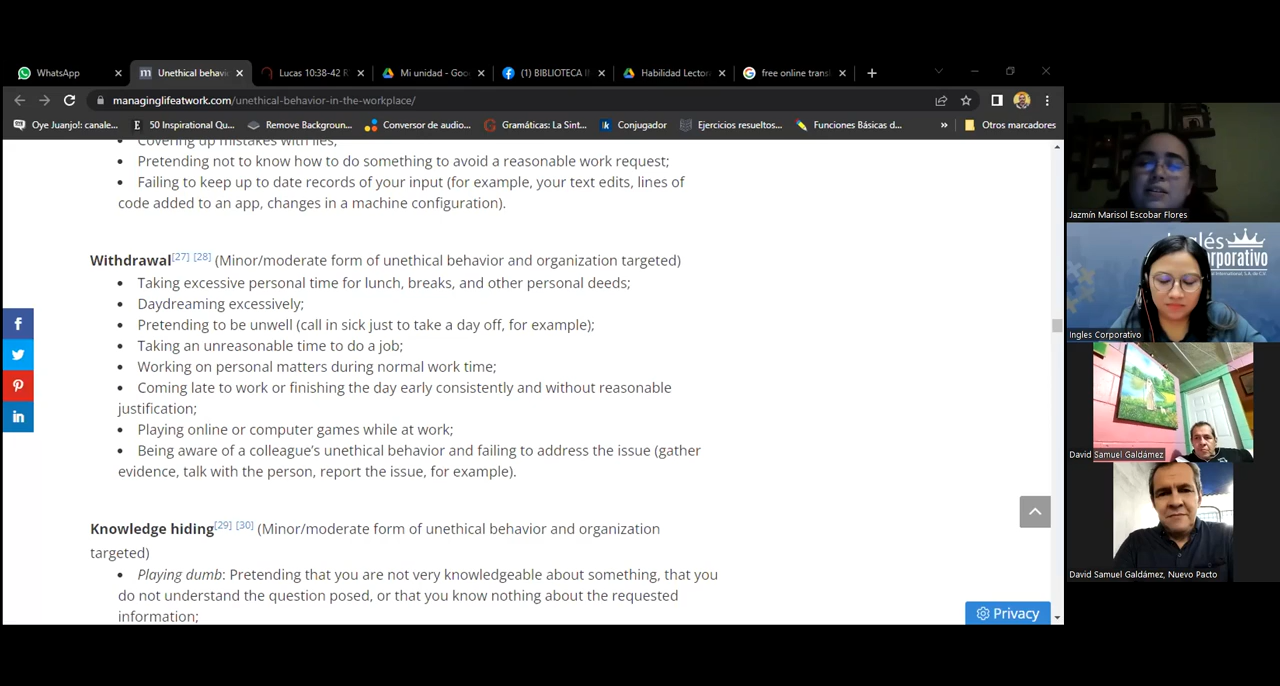 WhatsApp
Unethical behavi
Lucas 10:38-42 R
Mi unidad - Goo
(1) BIBLIOTECA I
Habilidad Lector
free online trans
managinglifeatwork.com/unethical-behavior-in-the-workplace/
Oye Juanjo!: canale...
50 Inspirational Qu...
Remove Backgroun...
Conversor de audio...
Gramáticas: La Sint...
Conjugador
Ejercicios resueltos...
Funciones Básicas d...
»
Otros marcadores
• Covering up mistakes with lies;
• Pretending not to know how to do something to avoid a reasonable work request;
• Failing to keep up to date records of your input (for example, your text edits, lines of
code added to an app, changes in a machine configuration).
Withdrawal[27] [28] (Minor/moderate form of unethical behavior and organization targeted)
• Taking excessive personal time for lunch, breaks, and other personal deeds;
• Daydreaming excessively;
• Pretending to be unwell (call in sick just to take a day off, for example);
• Taking an unreasonable time to do a job;
• Working on personal matters during normal work time;
• Coming late to work or finishing the day early consistently and without reasonable
justification;
• Playing online or computer games while at work;
• Being aware of a colleague's unethical behavior and failing to address the issue (gather
evidence, talk with the person, report the issue, for example).
Knowledge hiding[29] [30] (Minor/moderate form of unethical behavior and organization
targeted)
• Playing dumb: Pretending that you are not very knowledgeable about something, that you
do not understand the question posed, or that you know nothing about the requested
information;
Privacy
Jazmín Marisol Escobar Flores
Inglés
Corporativo
Ingles Corporativo
David Samuel Galdámez
David Samuel Galdámez, Nuevo Pacto